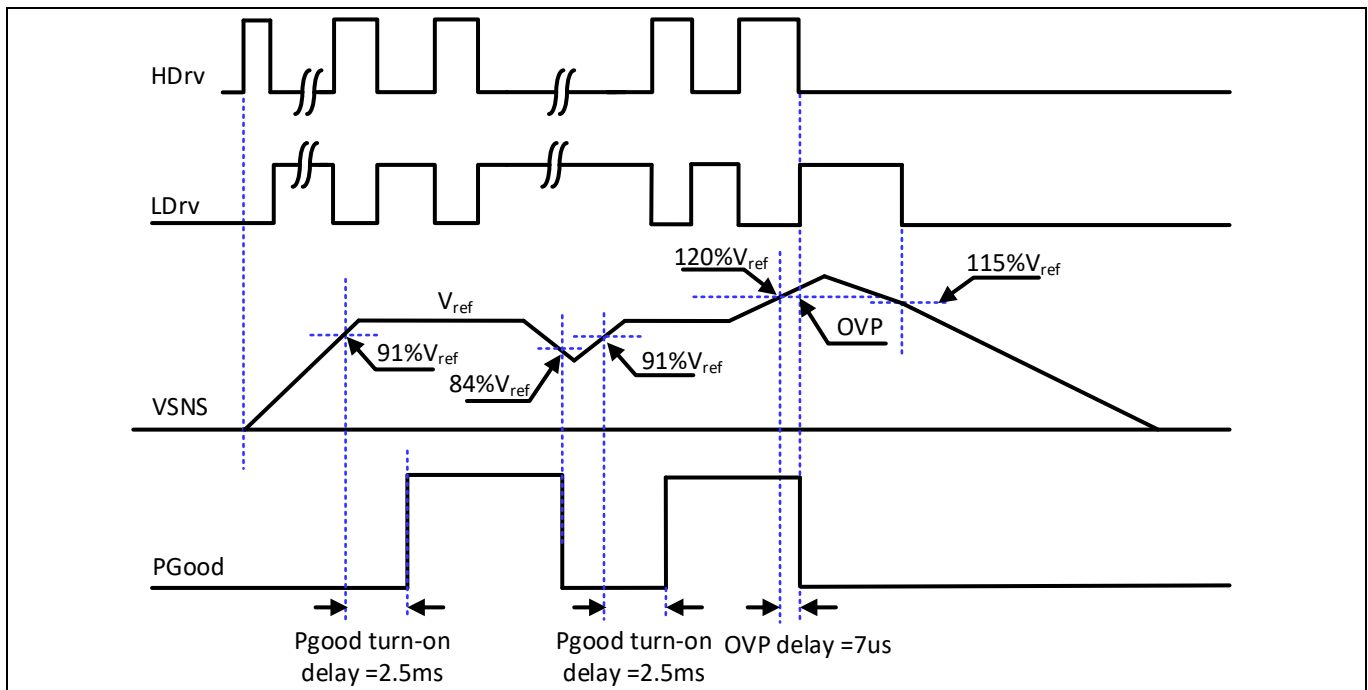 HDrv
LDrv
120%Vref
115%Vref
Vref
OVP
91%Vref
84%Vref
91%Vref
VSNS
PGood
Pgood turn-on
delay =2.5ms
Pgood turn-on
delay =2.5ms
OVP delay =7us